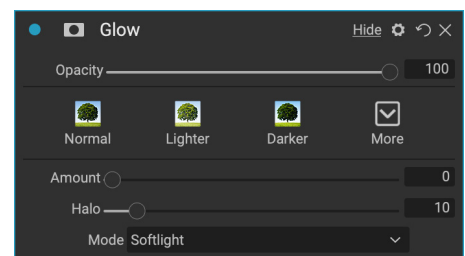 Glow Hide
Opacity 100
Normal Lighter Darker More
Amount 0
Halo 10
Mode Softlight